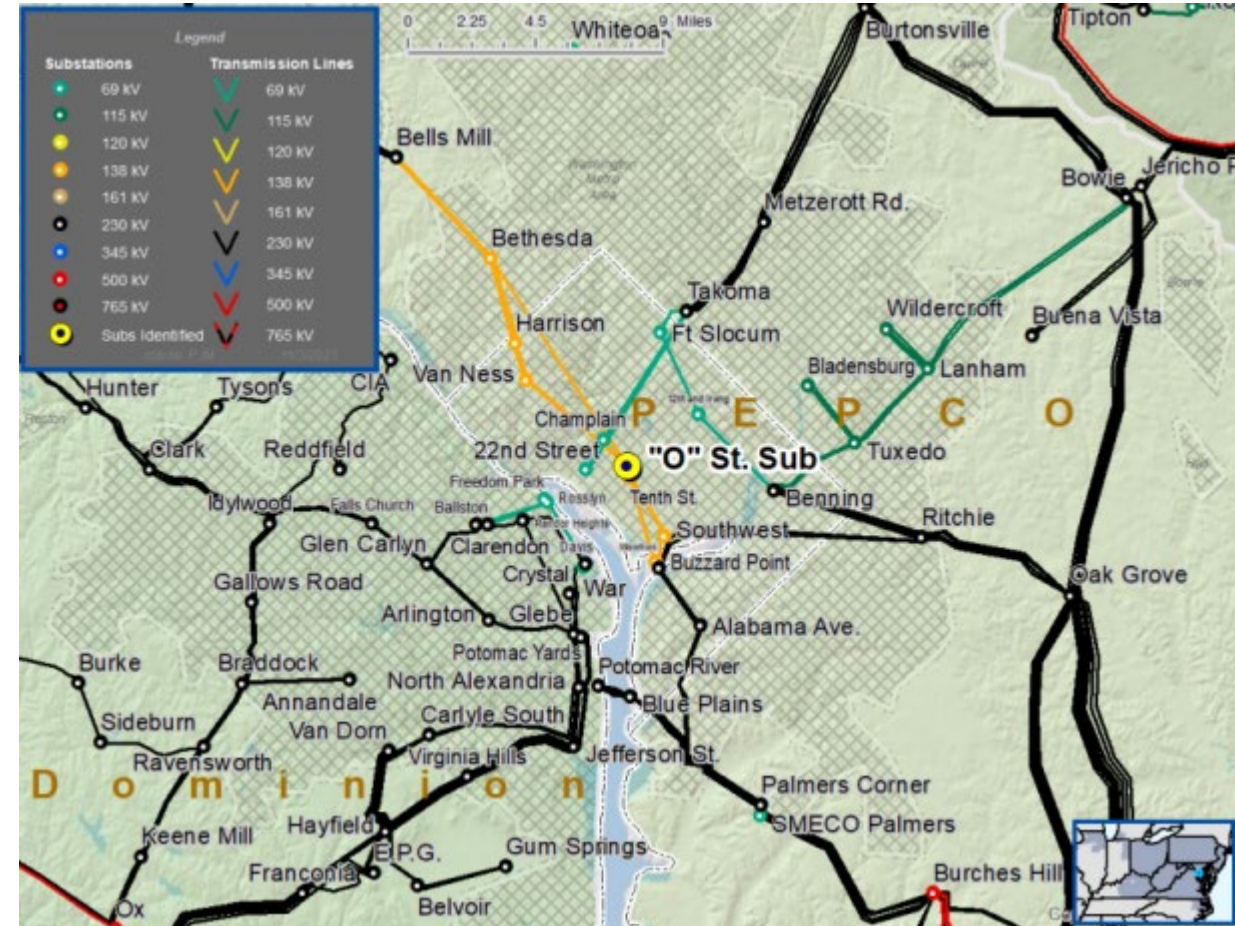 Legend
Substations
Transmission Lines
69 kV
69 kV
115 kV
115 kV
120 kV
120 kV
138 kV
138 kV
161 kV
161 kV
230 kV
230 kV
345 kV
345 kV
500 kV
500 kV
765 kV
765 kV
Subs Identified
0 2.25 4.5 9 Miles
Whiteoa
Burtonsville
Tipton
Bells Mill
Washington
Metro
Area
Jericho P
Bowie
Metzerott Rd.
Bethesda
Takoma
Wildercroft
Buena Vista
Harrison
Ft Slocum
Bladensburg
Lanham
Van Ness
CIA
Hunter
Tysons
Champlain
P E P C O
Clark
Reddfield
22nd Street
"O" St. Sub
Tuxedo
Freedom Park
Rosslyn
Tenth St.
Benning
Idylwood
Falls Church
Ballston
Ritchie
Southwest
Glen Carlyn
Clarendon
Davis
Buzzard Point
Crystal
War
Oak Grove
Gallows Road
Arlington
Glebe
Alabama Ave.
Potomac Yards
Burke
Braddock
Potomac River
North Alexandria
Annandale
Blue Plains
Sideburn
Van Dorn
Carlyle South
Ravensworth
Virginia Hills
Jefferson St.
D o m i n i o n
Palmers Corner
Keene Mill
Hayfield
SMECO Palmers
E.P.G.
Gum Springs
Franconia
Burches Hill
Ox
Belvoir